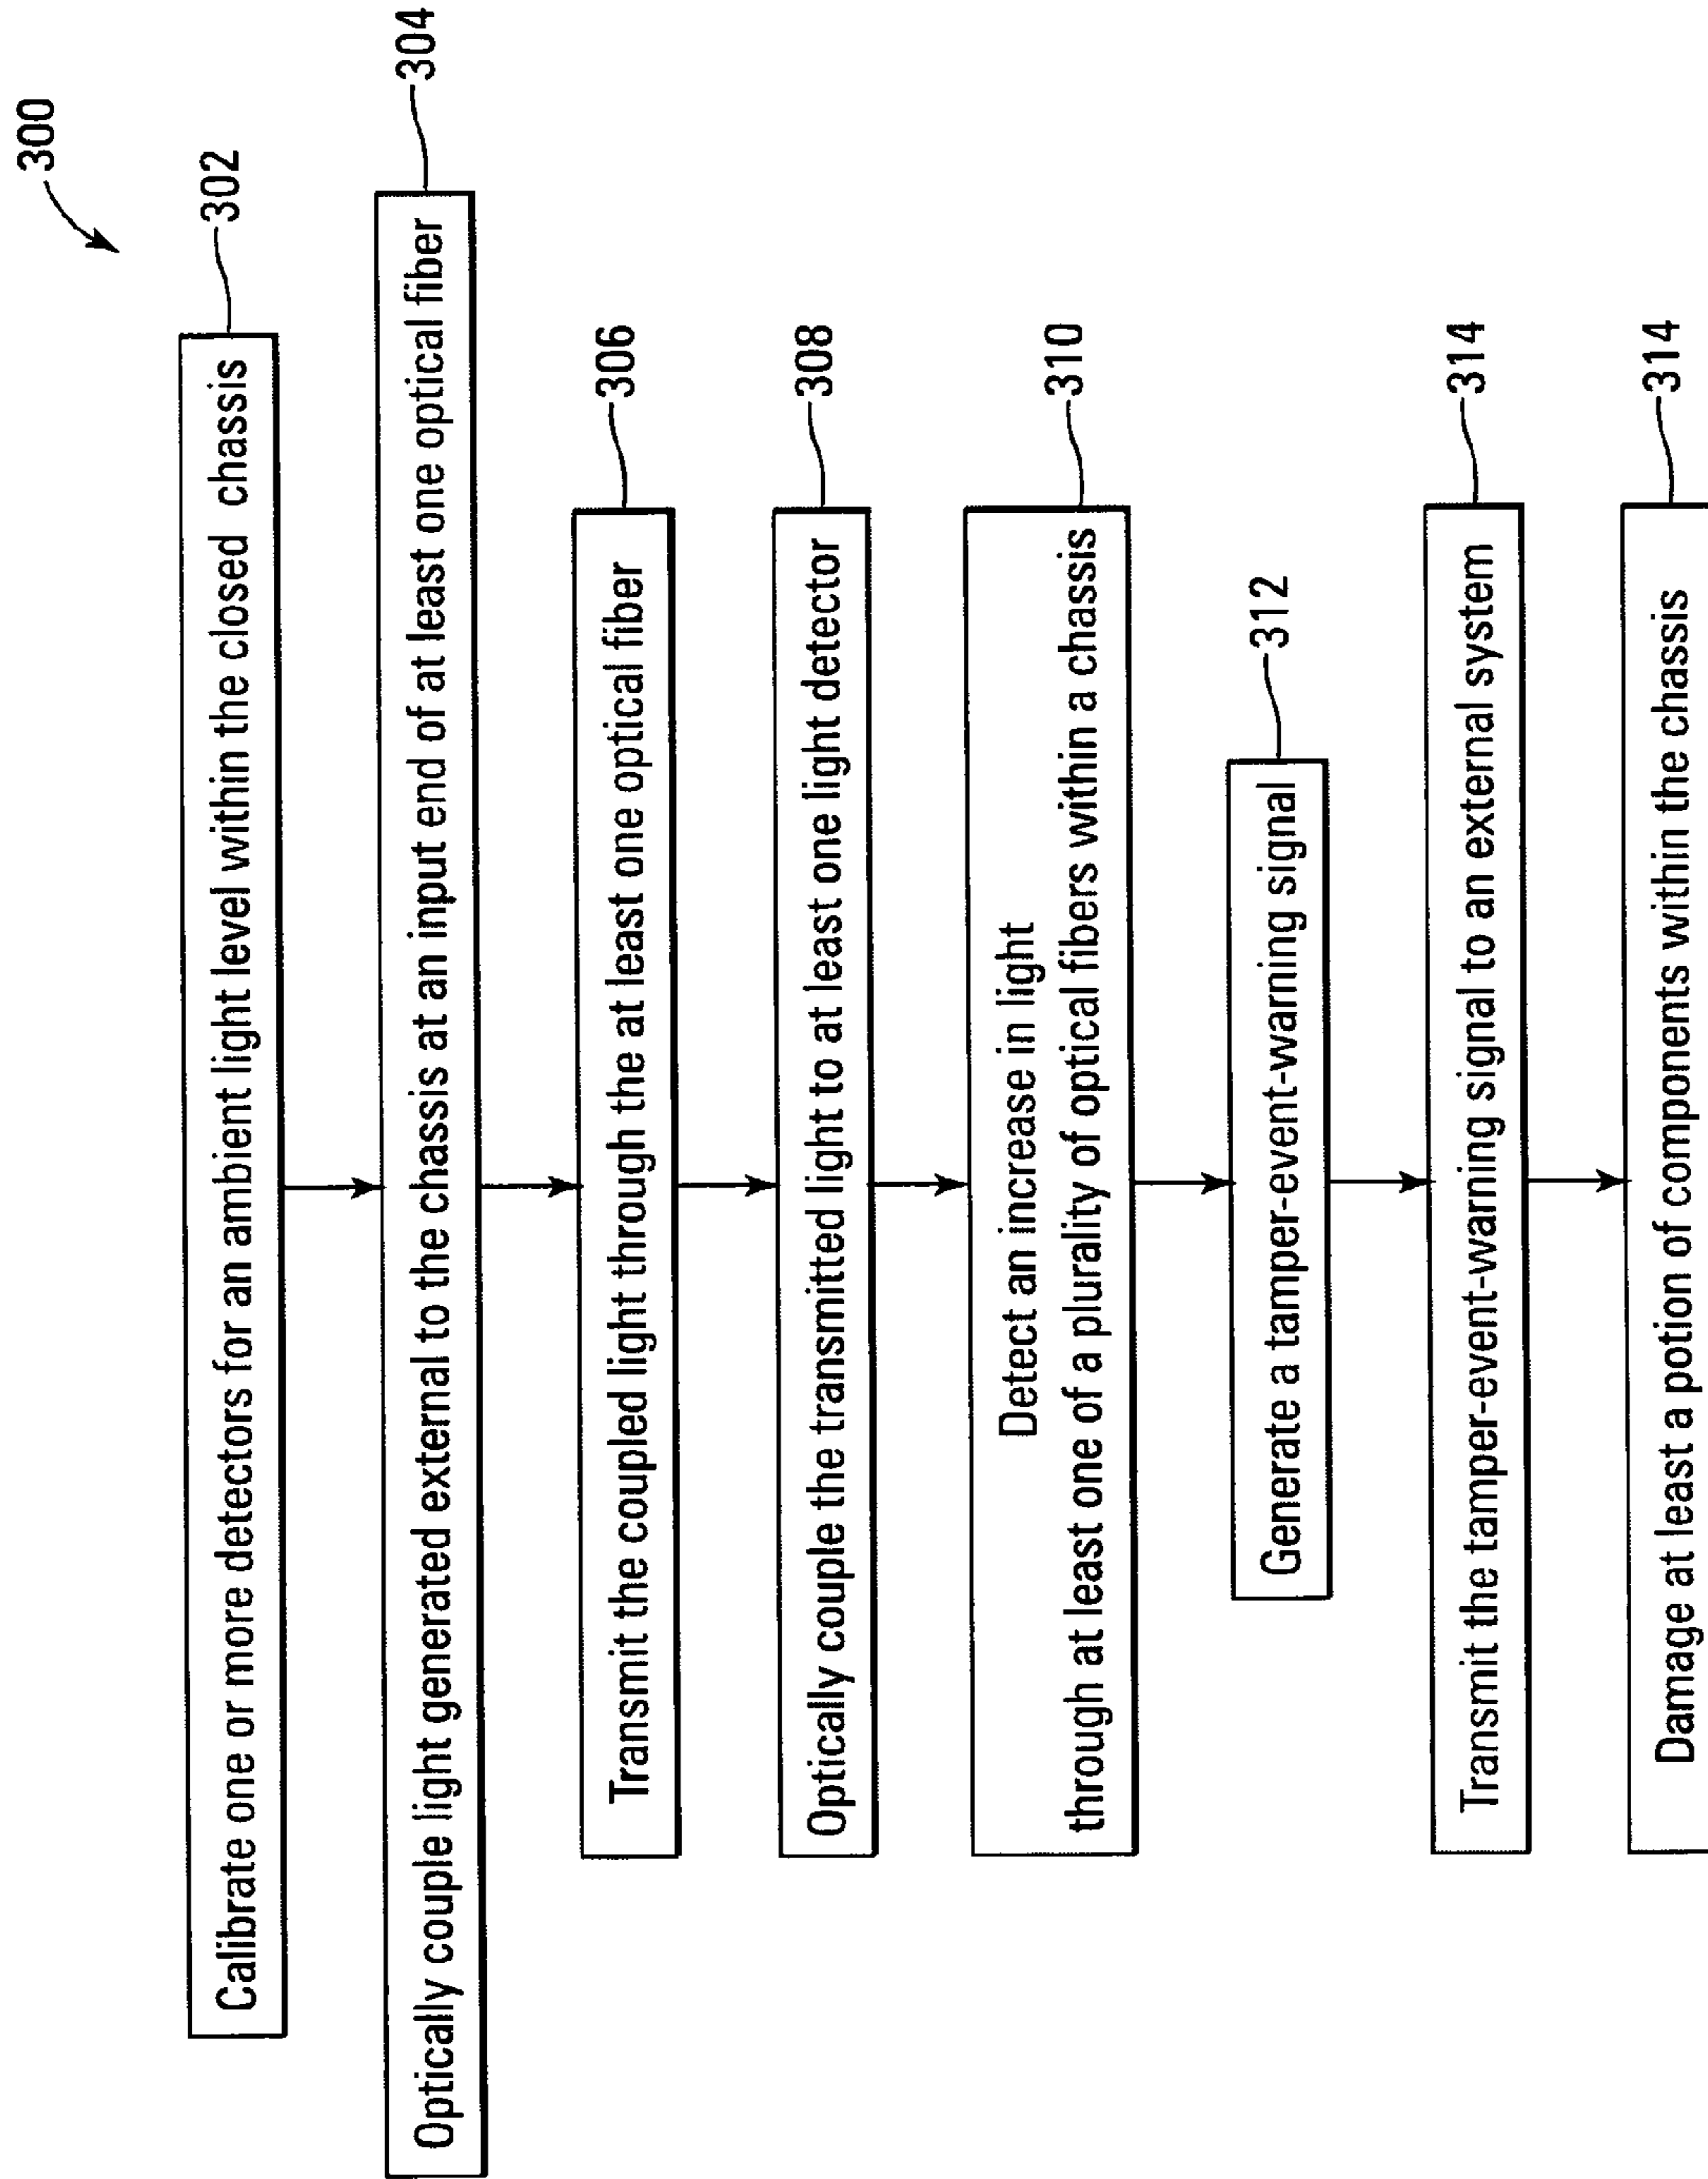 300
Calibrate one or more detectors for an ambient light level within the closed chassis
302
Optically couple light generated external to the chassis at an input end of at least one optical fiber
304
Transmit the coupled light through the at least one optical fiber
306
Optically couple the transmitted light to at least one light detector
308
Detect an increase in light
through at least one of a plurality of optical fibers within a chassis
310
Generate a tamper-event-warning signal
312
Transmit the tamper-event-warning signal to an external system
314
Damage at least a potion of components within the chassis
314